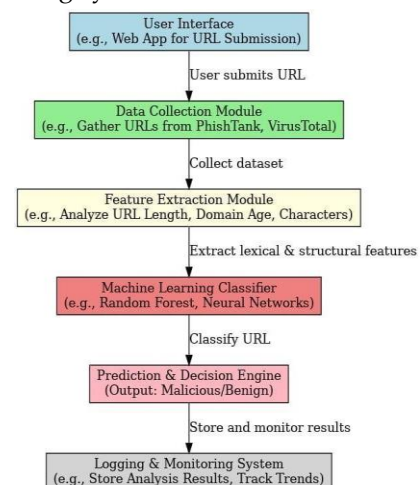 User Interface
(e.g., Web App for URL Submission)
User submits URL
Data Collection Module
(e.g., Gather URLs from PhishTank, VirusTotal)
Collect dataset
Feature Extraction Module
(e.g., Analyze URL Length, Domain Age, Characters)
Extract lexical & structural features
Machine Learning Classifier
(e.g., Random Forest, Neural Networks)
Classify URL
Prediction & Decision Engine
(Output: Malicious/Benign)
Store and monitor results
Logging & Monitoring System
(e.g., Store Analysis Results, Track Trends)